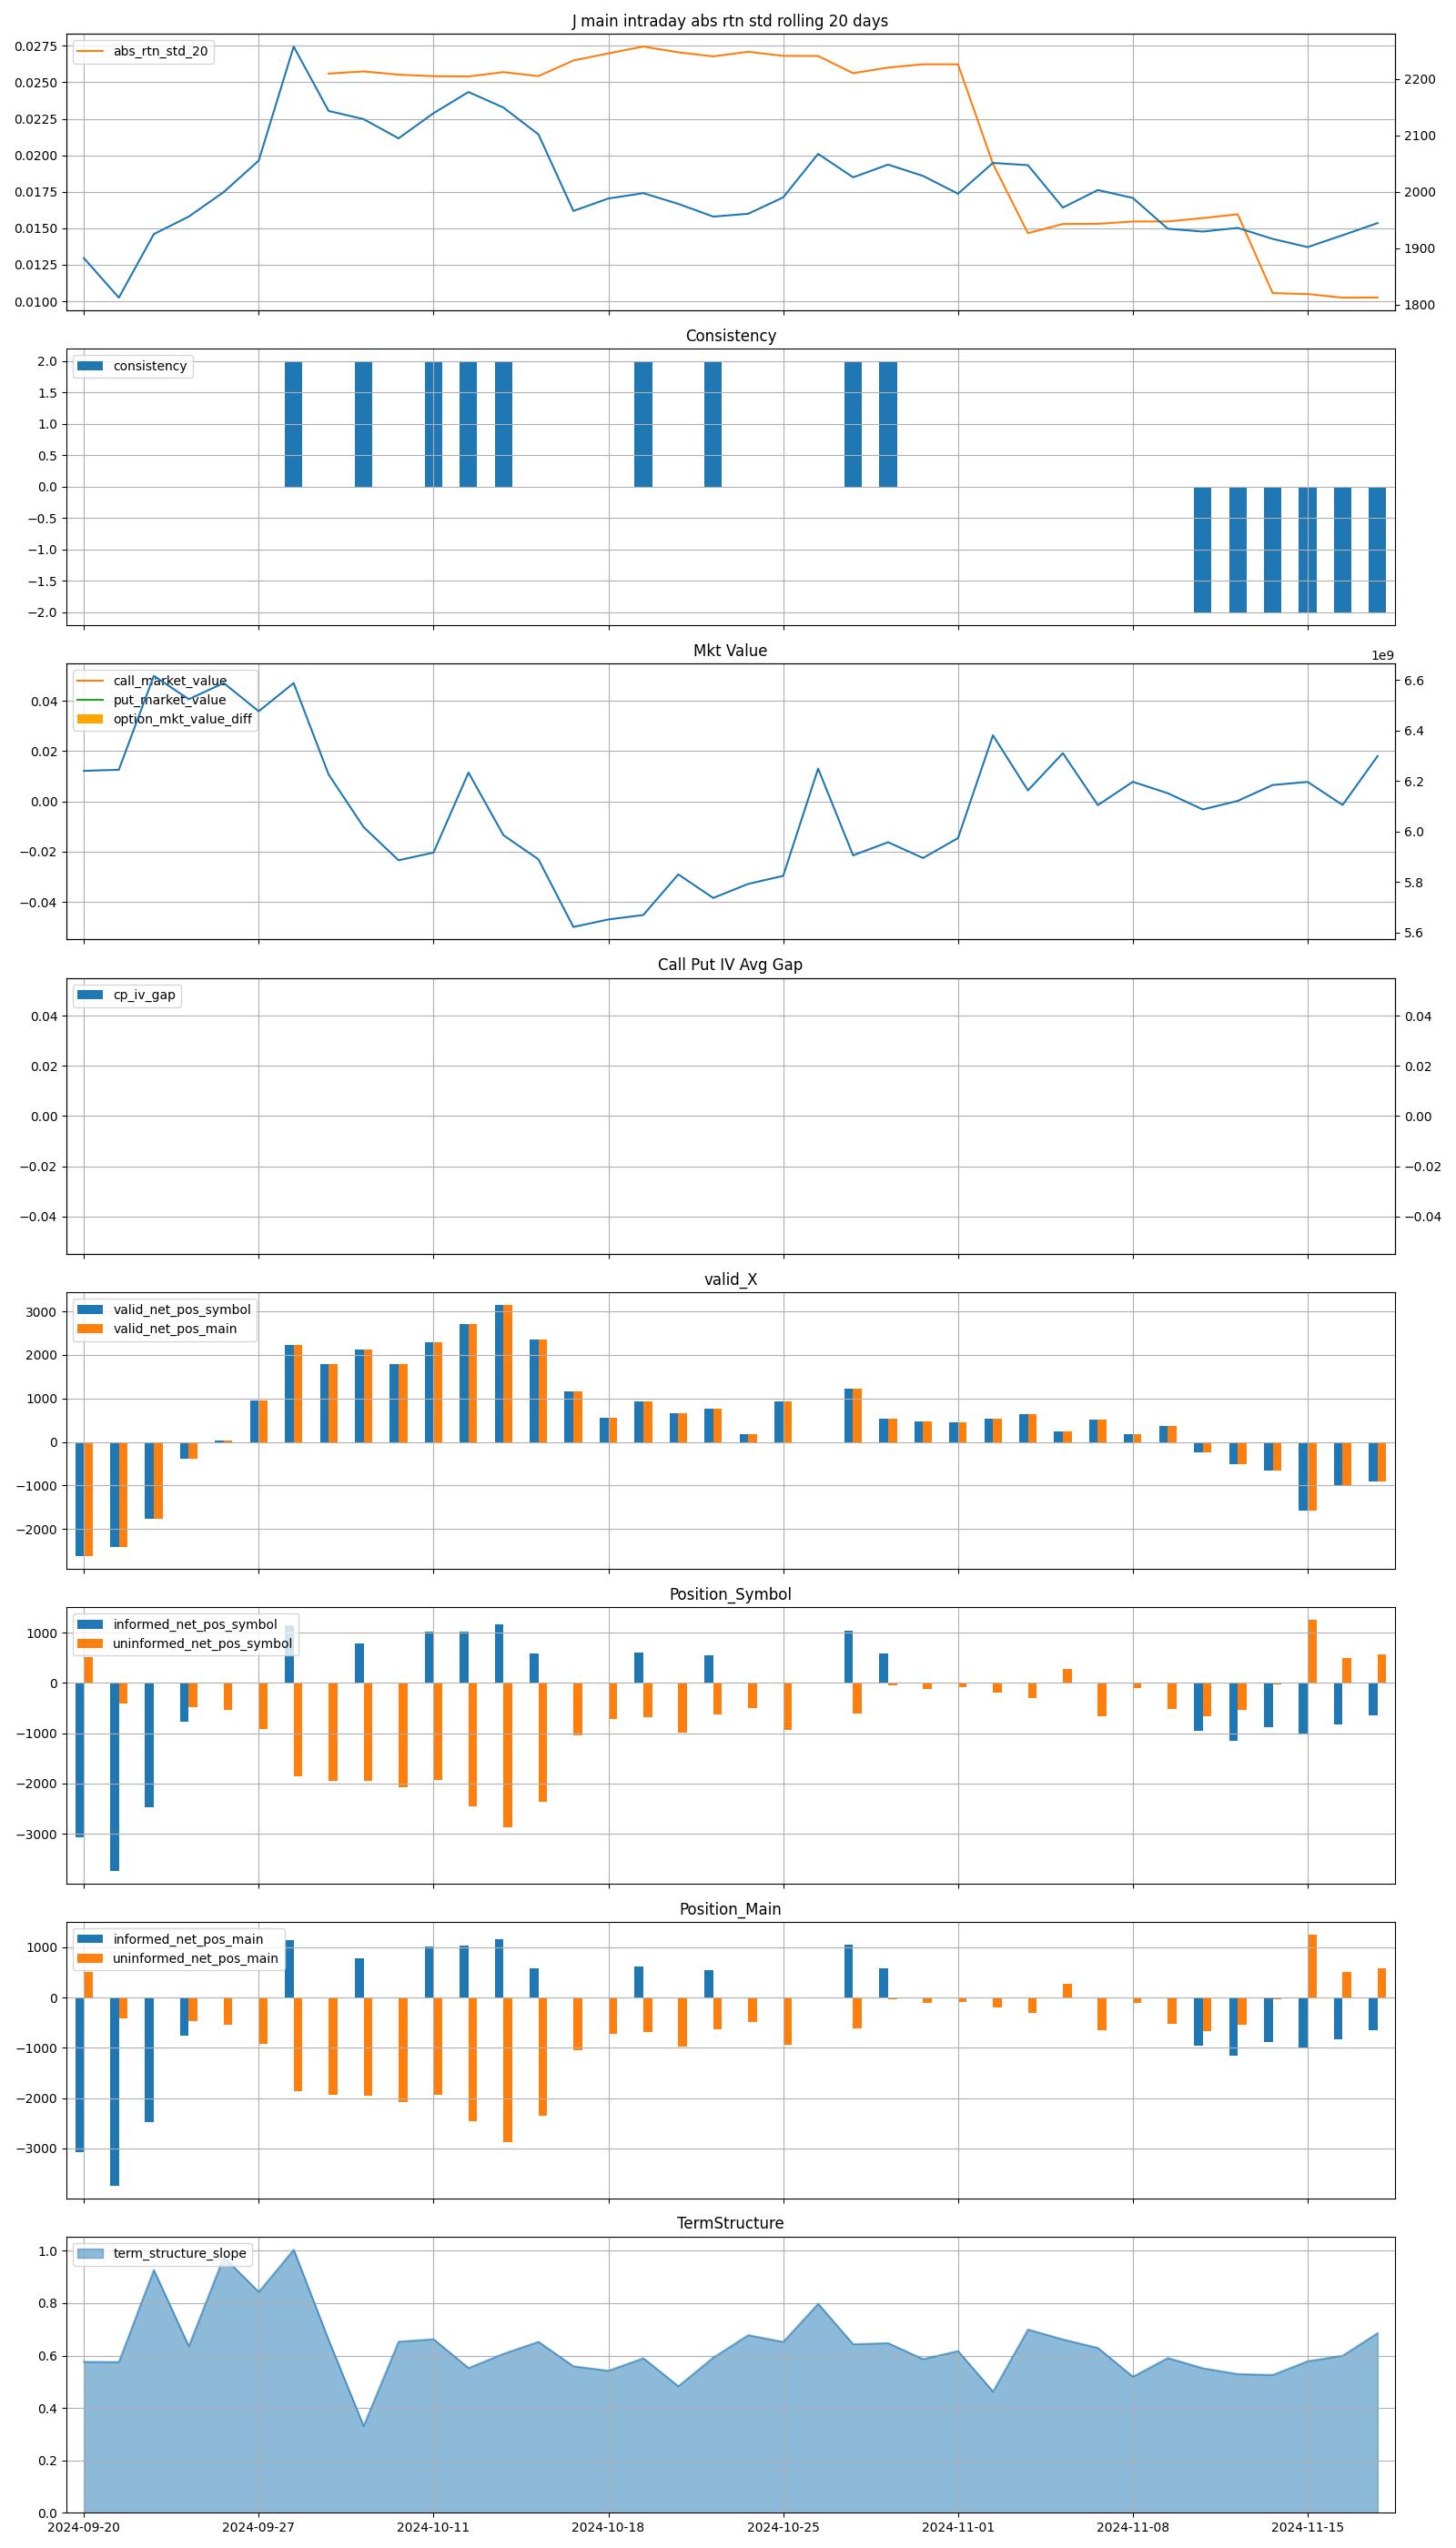 J main intraday abs rtn std rolling 20 days
abs_rtn_std_20
0.0275
0.0250
0.0225
0.0200
0.0175
0.0150
0.0125
0.0100
2200
2100
2000
1900
1800
Consistency
consistency
2.0
1.5
1.0
0.5
0.0
−0.5
−1.0
−1.5
−2.0
Mkt Value
1e9
call_market_value
put_market_value
option_mkt_value_diff
0.04
0.02
0.00
−0.02
−0.04
6.6
6.4
6.2
6.0
5.8
5.6
Call Put IV Avg Gap
cp_iv_gap
0.04
0.02
0.00
−0.02
−0.04
0.04
0.02
0.00
−0.02
−0.04
valid_X
valid_net_pos_symbol
valid_net_pos_main
3000
2000
1000
0
−1000
−2000
Position_Symbol
informed_net_pos_symbol
uninformed_net_pos_symbol
1000
0
−1000
−2000
−3000
Position_Main
informed_net_pos_main
uninformed_net_pos_main
1000
0
−1000
−2000
−3000
TermStructure
term_structure_slope
1.0
0.8
0.6
0.4
0.2
0.0
2024-09-20 2024-09-27 2024-10-11 2024-10-18 2024-10-25 2024-11-01 2024-11-08 2024-11-15